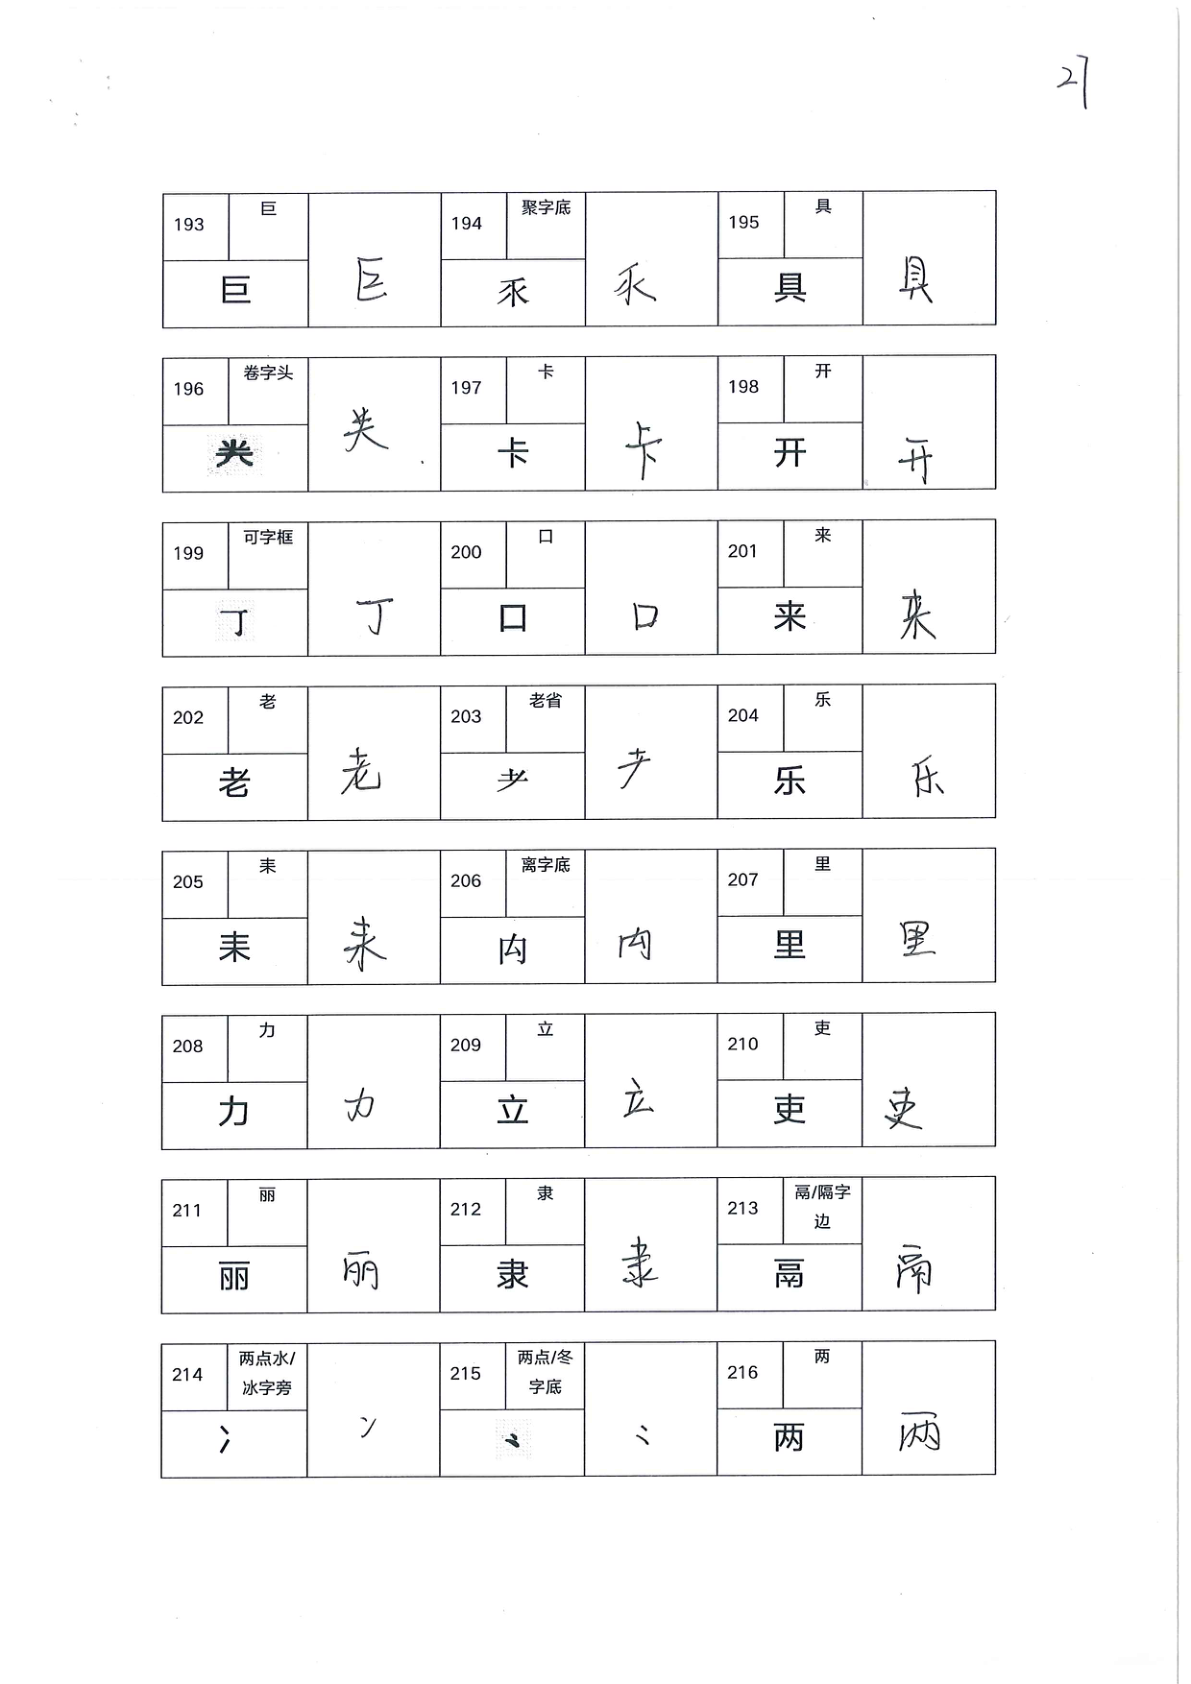 27
193 巨 巨 194 聚字底 乑 195 具 具
巨 乑 具
196 卷字头 龹 197 卡 卡 198 开 开
龹 卡 开
199 可字框 丁 200 口 口 201 来 来
丁 口 来
202 老 老 203 老省 耂 204 乐 乐
老 耂 乐
205 耒 耒 206 离字底 禸 207 里 里
耒 禸 里
208 力 力 209 立 立 210 吏 吏
力 立 吏
211 丽 丽 212 隶 隶 213 鬲/隔字边 鬲
丽 隶 鬲
214 两点水/冰字旁 冫 215 两点/冬字底 ⺀ 216 两 两
冫 ⺀ 两